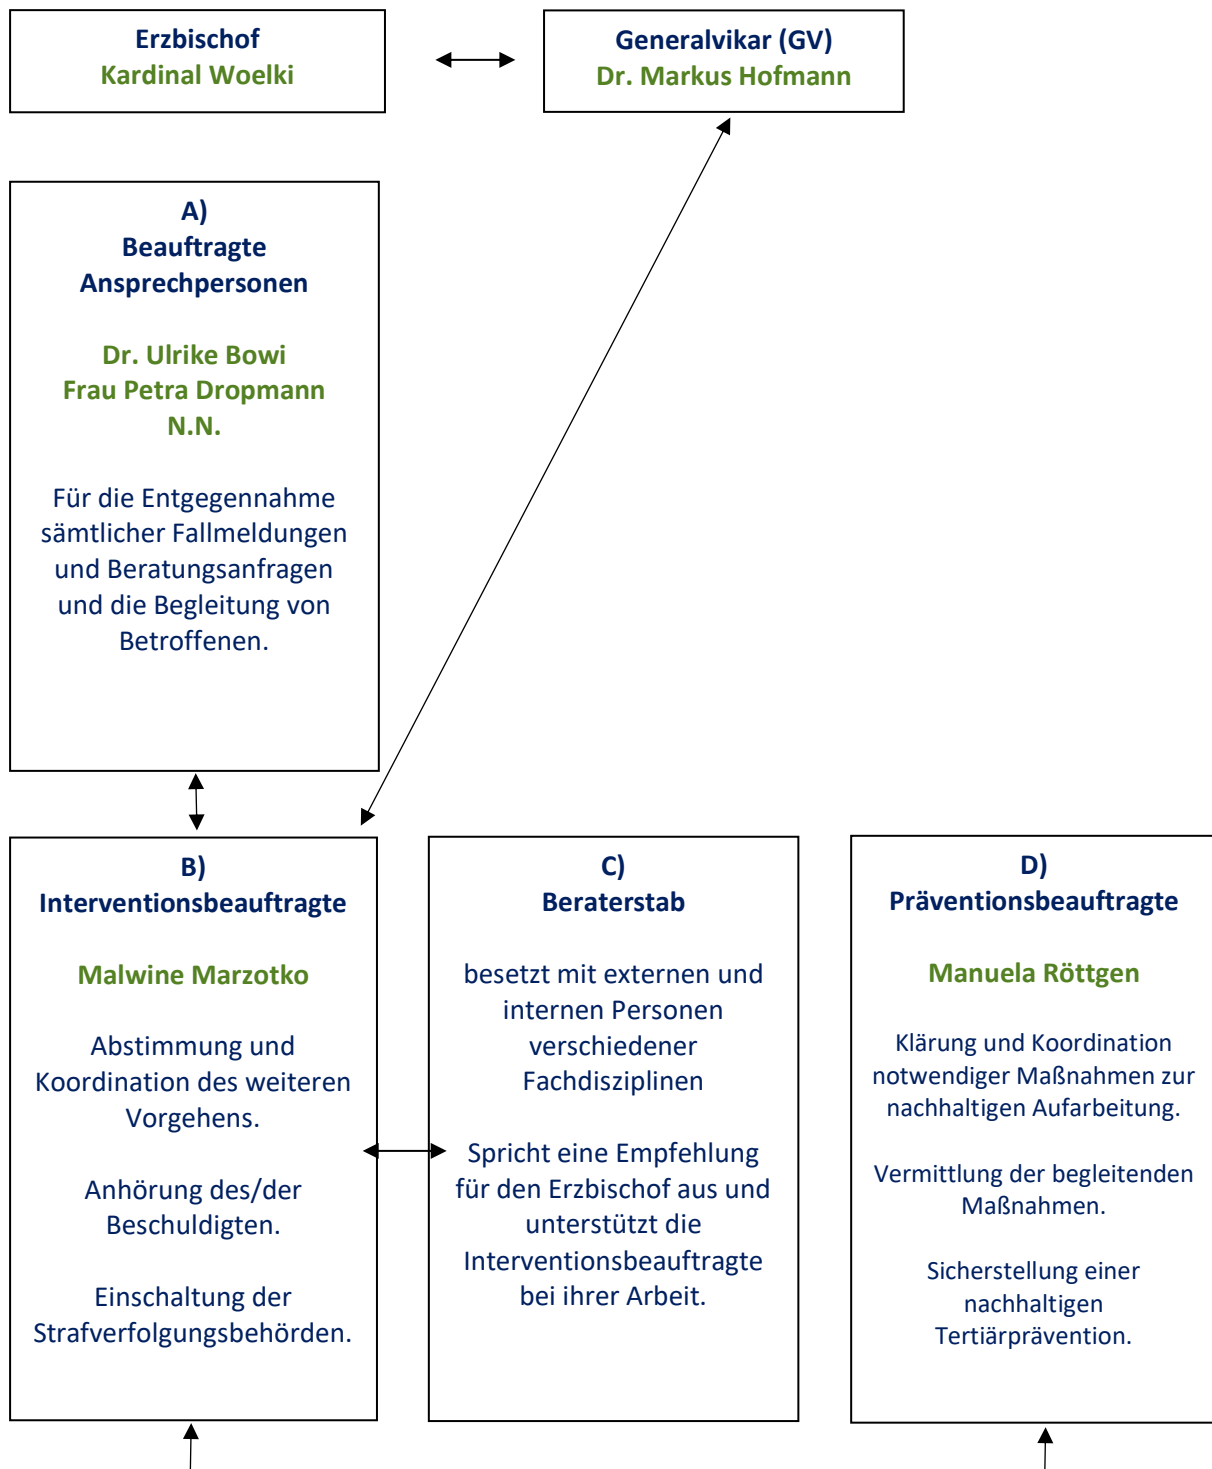 Erzbischof
Kardinal Woelki
Generalvikar (GV)
Dr. Markus Hofmann
A)
Beauftragte
Ansprechpersonen
Dr. Ulrike Bowi
Frau Petra Dropmann
N.N.
Für die Entgegennahme
sämtlicher Fallmeldungen
und Beratungsanfragen
und die Begleitung von
Betroffenen.
B)
Interventionsbeauftragte
Malwine Marzotko
Abstimmung und
Koordination des weiteren
Vorgehens.
Anhörung des/der
Beschuldigten.
Einschaltung der
Strafverfolgungsbehörden.
C)
Beraterstab
besetzt mit externen und
internen Personen
verschiedener
Fachdisziplinen
Spricht eine Empfehlung
für den Erzbischof aus und
unterstützt die
Interventionsbeauftragte
bei ihrer Arbeit.
D)
Präventionsbeauftragte
Manuela Röttgen
Klärung und Koordination
notwendiger Maßnahmen zur
nachhaltigen Aufarbeitung.
Vermittlung der begleitenden
Maßnahmen.
Sicherstellung einer
nachhaltigen
Tertiärprävention.